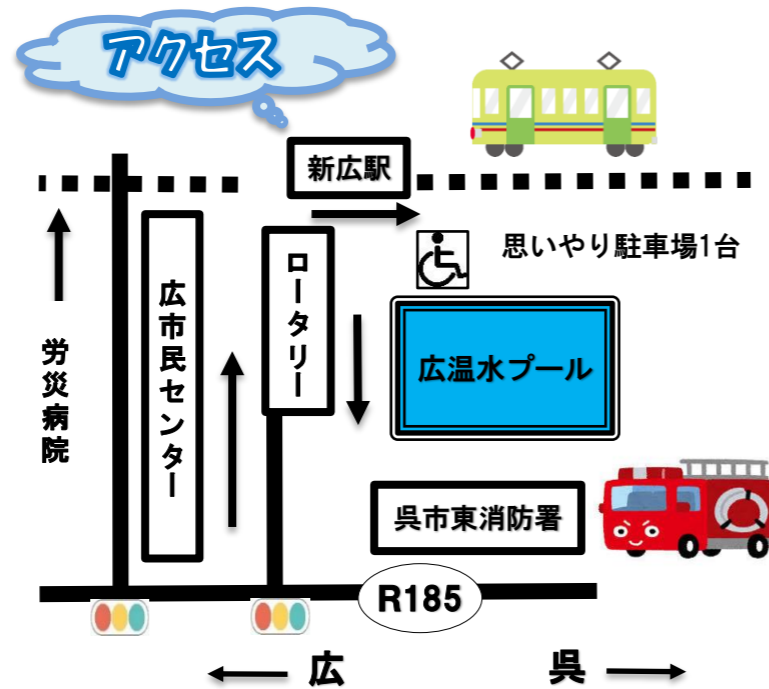 アクセス
新広駅
思いやり駐車場1台
ロータリー
広市民センター
労災病院
広温水プール
呉市東消防署
R185
広
呉